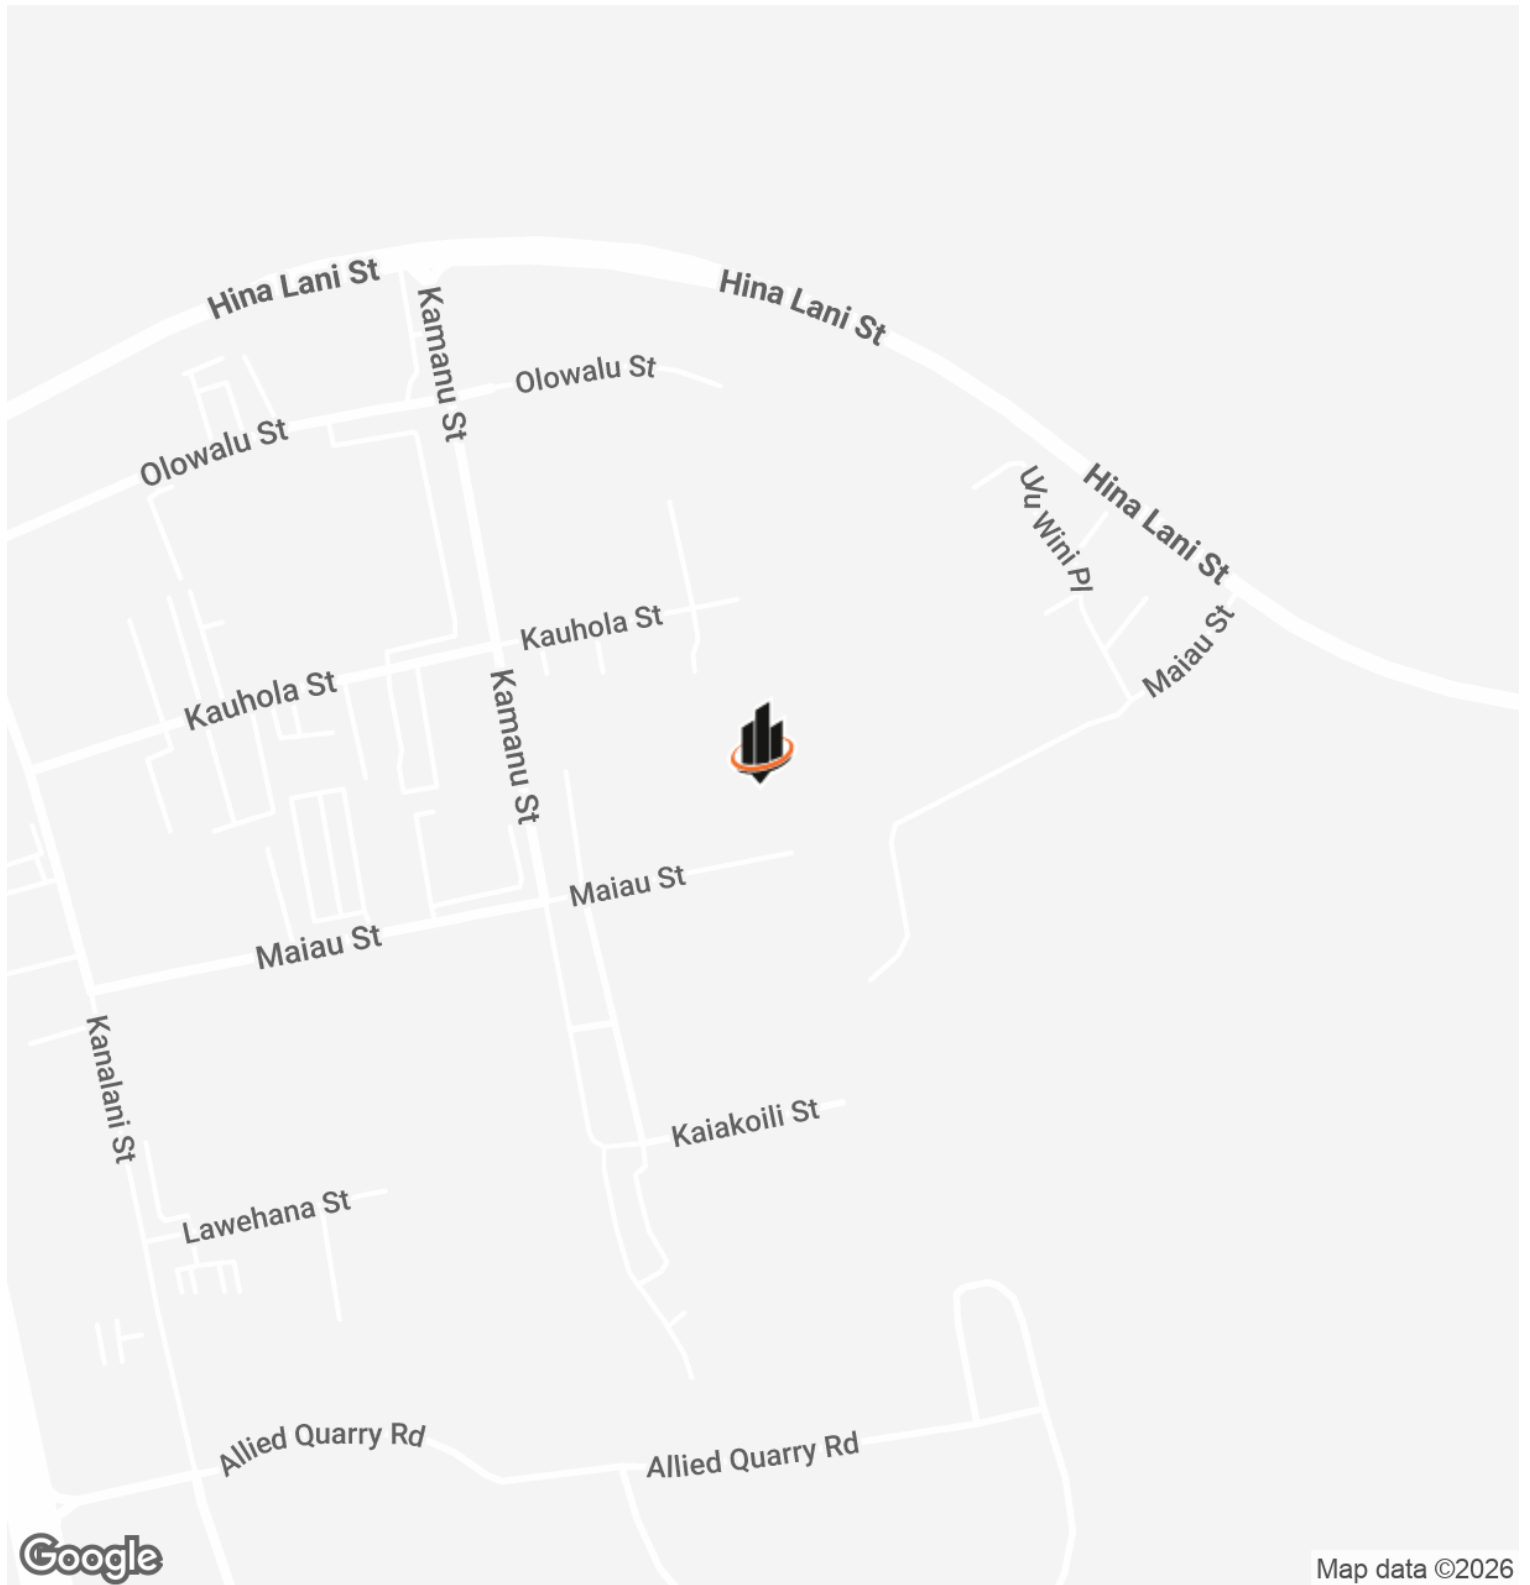 Hina Lani St
Hina Lani St
Kamanu St
Olowalu St
Olowalu St
Hina Lani St
Uu Wini Pl
Kauhola St
Maiau St
Kauhola St
Kamanu St
Maiau St
Maiau St
Kanalani St
Kaiakoili St
Lawehana St
Allied Quarry Rd
Allied Quarry Rd
Google
Map data ©2026